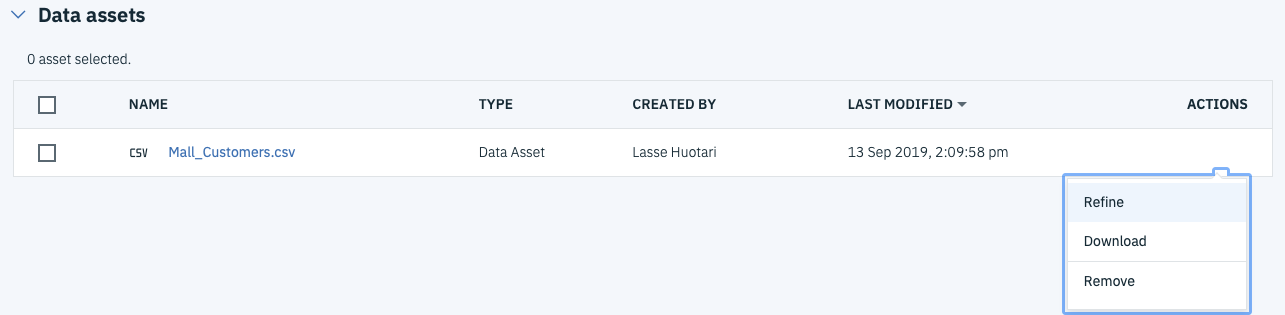 Data assets
0 asset selected.
NAME TYPE CREATED BY LAST MODIFIED ACTIONS
CSV Mall_Customers.csv Data Asset Lasse Huotari 13 Sep 2019, 2:09:58 pm
Refine
Download
Remove